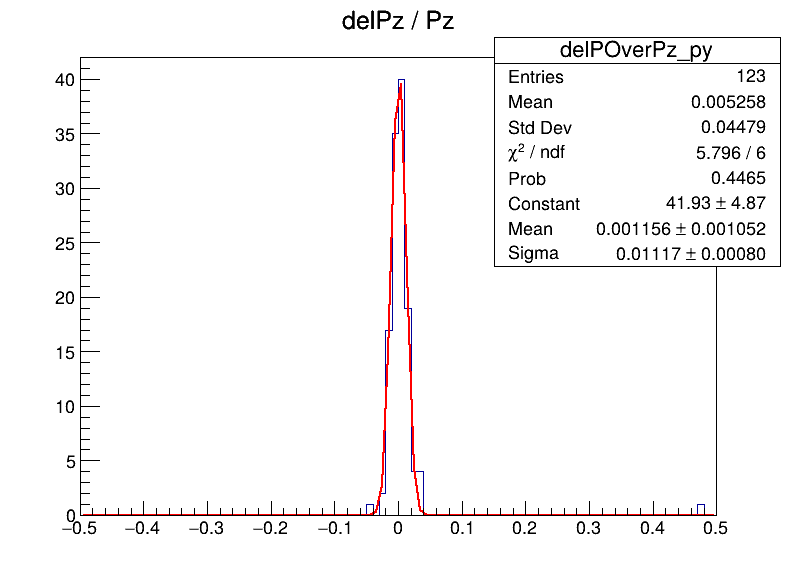 delPz / Pz
delPOverPz_py
Entries 123
Mean 0.005258
Std Dev 0.04479
χ² / ndf 5.796 / 6
Prob 0.4465
Constant 41.93 ± 4.87
Mean 0.001156 ± 0.001052
Sigma 0.01117 ± 0.00080
40
35
30
25
20
15
10
5
0
−0.5 −0.4 −0.3 −0.2 −0.1 0 0.1 0.2 0.3 0.4 0.5